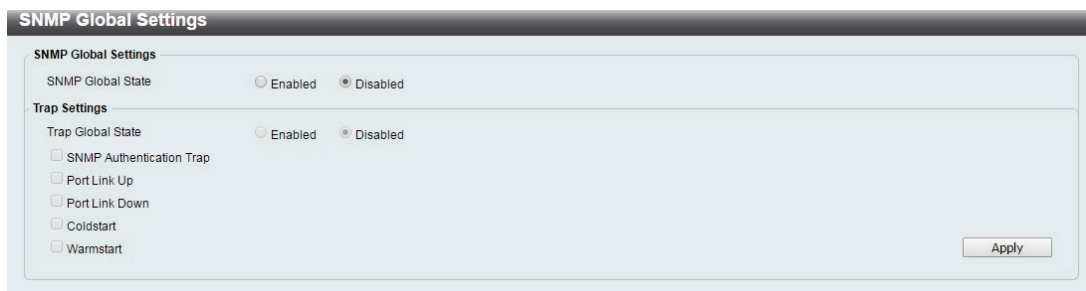 SNMP Global Settings
SNMP Global Settings
SNMP Global State Enabled Disabled
Trap Settings
Trap Global State Enabled Disabled
SNMP Authentication Trap
Port Link Up
Port Link Down
Coldstart
Warmstart Apply